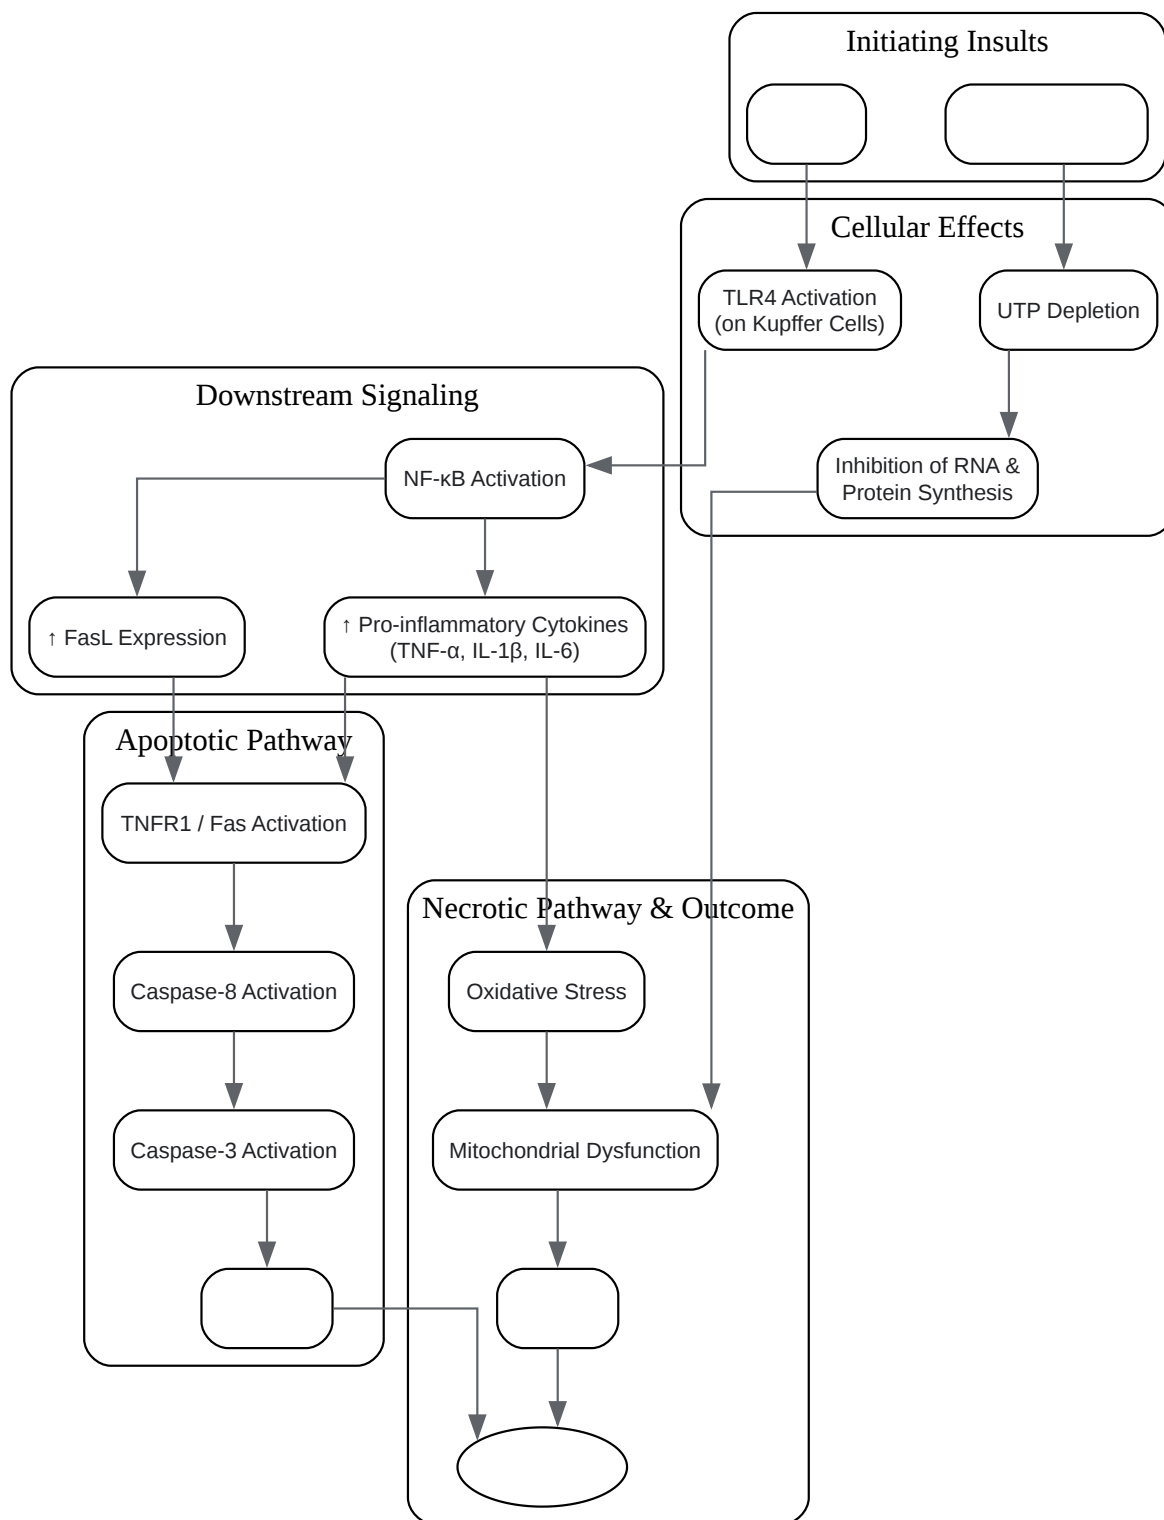 Initiating Insults
Cellular Effects
TLR4 Activation
(on Kupffer Cells)
UTP Depletion
Inhibition of RNA &
Protein Synthesis
Downstream Signaling
NF-κB Activation
↑ FasL Expression
↑ Pro-inflammatory Cytokines
(TNF-α, IL-1β, IL-6)
Apoptotic Pathway
TNFR1 / Fas Activation
Caspase-8 Activation
Caspase-3 Activation
Necrotic Pathway & Outcome
Oxidative Stress
Mitochondrial Dysfunction